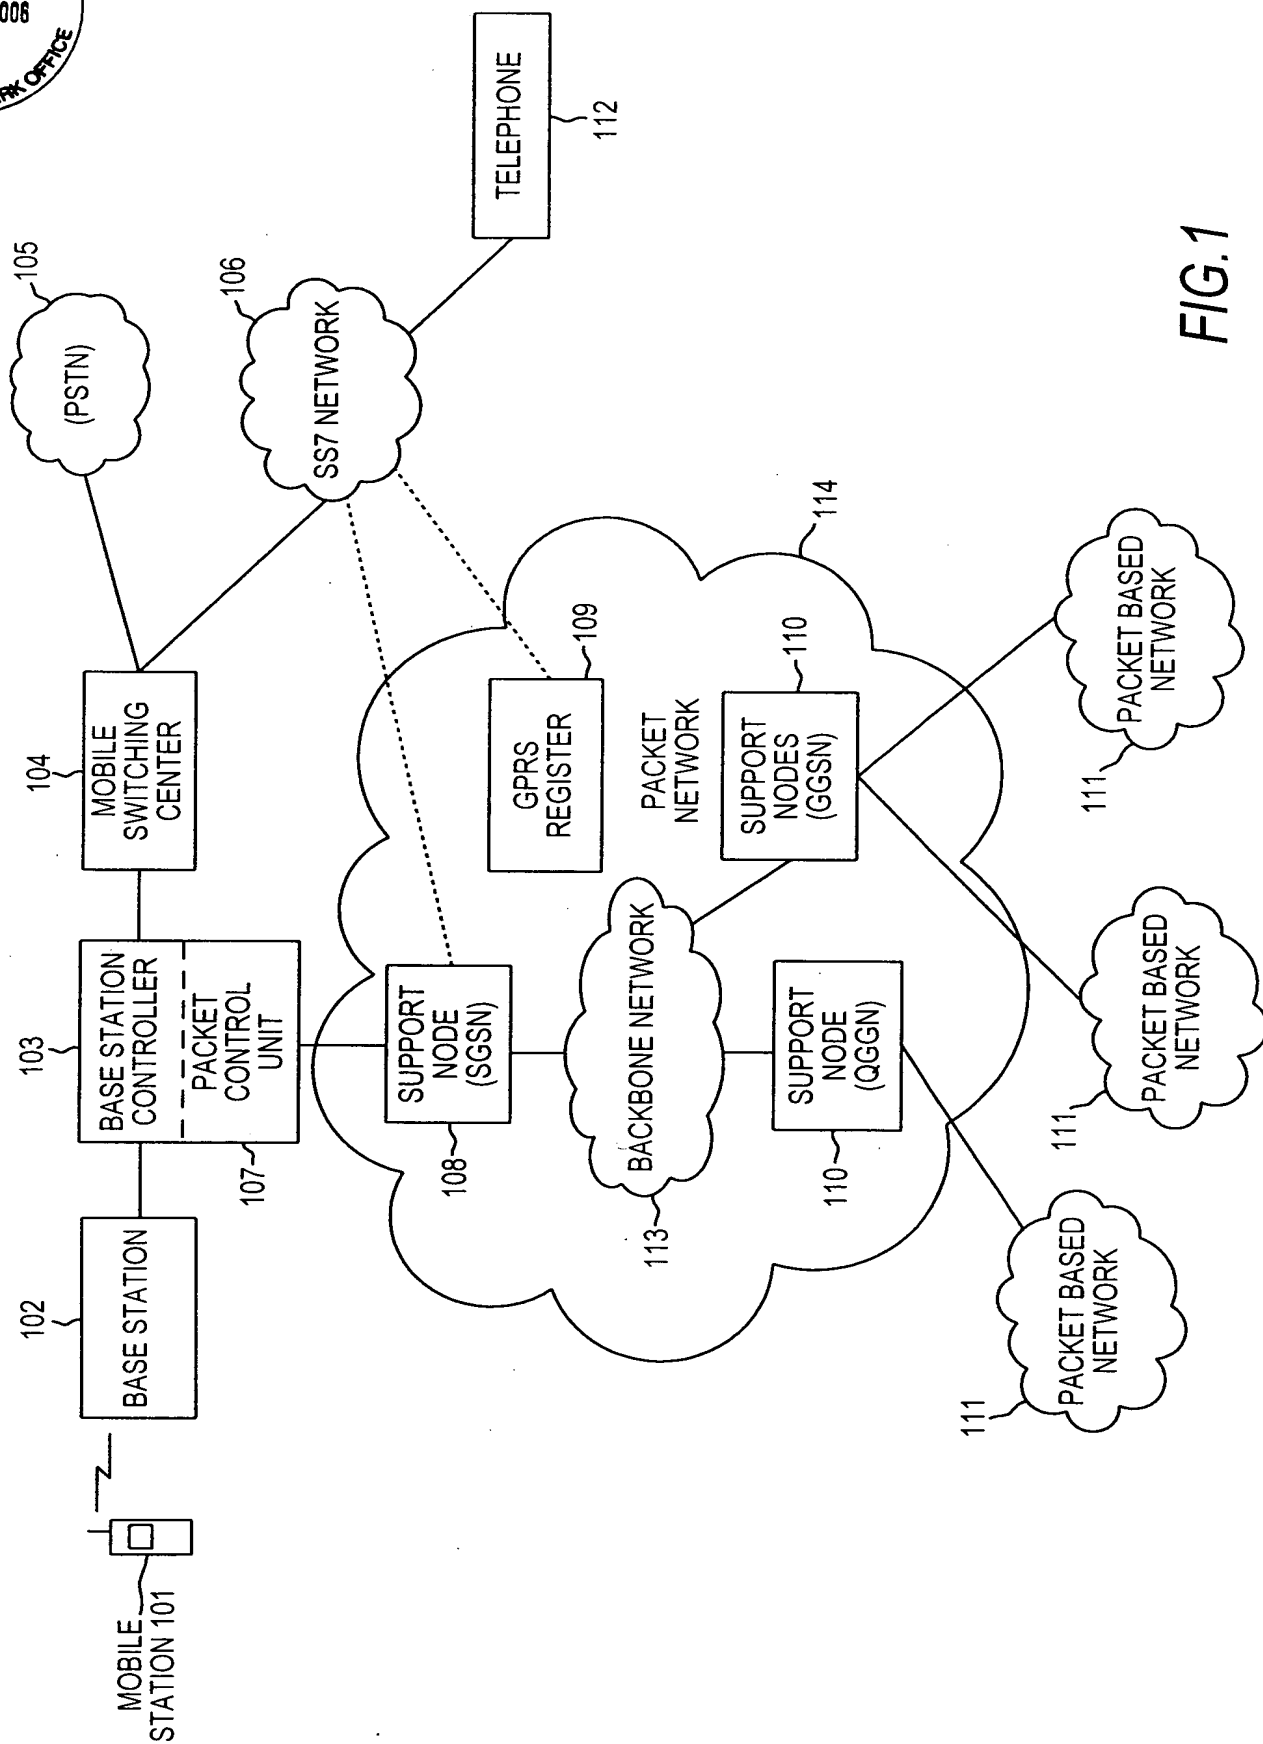 006
OFFICE
MOBILE
STATION 101
102
BASE STATION
103
BASE STATION
CONTROLLER
PACKET
CONTROL
UNIT
107
104
MOBILE
SWITCHING
CENTER
105
(PSTN)
106
SS7 NETWORK
TELEPHONE
112
SUPPORT
NODE
(SGSN)
108
GPRS
REGISTER
109
PACKET
NETWORK
114
BACKBONE NETWORK
113
SUPPORT
NODES
(GGSN)
110
SUPPORT
NODE
(QGGN)
110
PACKET BASED
NETWORK
111
PACKET BASED
NETWORK
111
PACKET BASED
NETWORK
111
FIG.1